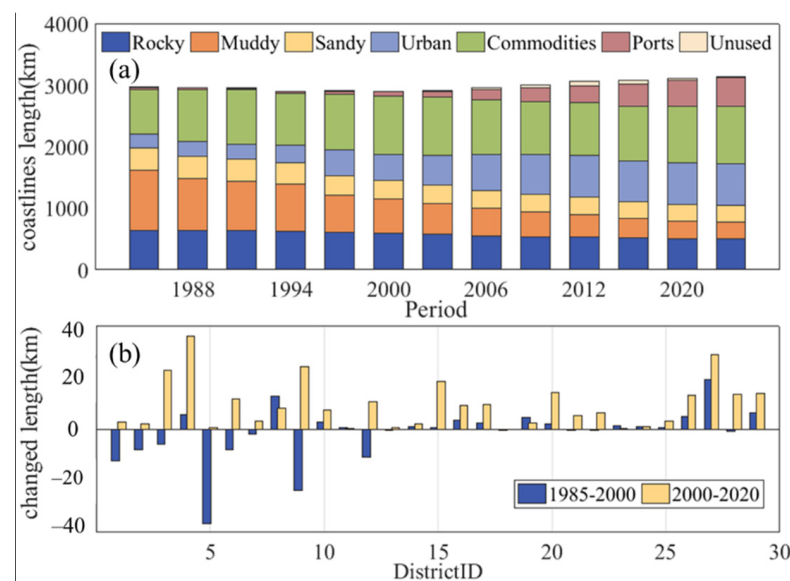 4000
Rocky Muddy Sandy Urban Commodities Ports Unused
(a)
3000
2000
1000
0
coastlines length(km)
1988 1994 2000 2006 2012 2020
Period
40
(b)
20
0
−20
−40
changed length(km)
1985-2000 2000-2020
5 10 15 20 25 30
DistrictID